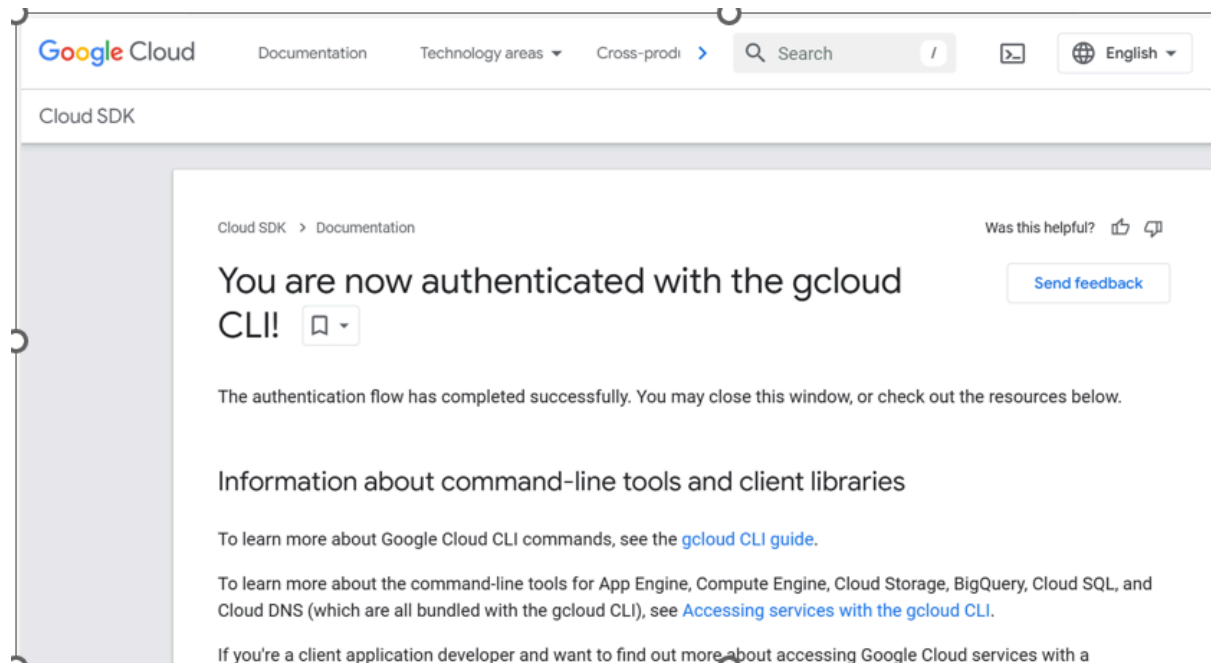 Google Cloud Documentation Technology areas Cross-produ Search / English
Cloud SDK
Cloud SDK > Documentation Was this helpful?
You are now authenticated with the gcloud
CLI!
Send feedback
The authentication flow has completed successfully. You may close this window, or check out the resources below.
Information about command-line tools and client libraries
To learn more about Google Cloud CLI commands, see the gcloud CLI guide.
To learn more about the command-line tools for App Engine, Compute Engine, Cloud Storage, BigQuery, Cloud SQL, and
Cloud DNS (which are all bundled with the gcloud CLI), see Accessing services with the gcloud CLI.
If you're a client application developer and want to find out more about accessing Google Cloud services with a